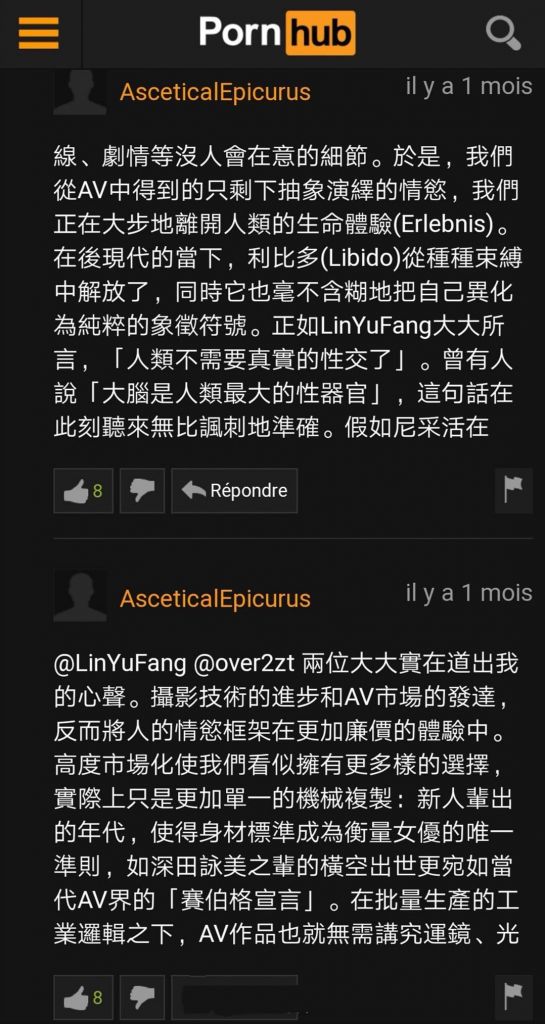 Porn hub
AsceticalEpicurus
il y a 1 mois
線、劇情等沒人會在意的細節。於是，我們
從AV中得到的只剩下抽象演繹的情慾，我們
正在大步地離開人類的生命體驗(Erlebnis)。
在後現代的當下，利比多(Libido)從種種束縛
中解放了，同時它也毫不含糊地把自己異化
為純粹的象徵符號。正如LinYuFang大大所
言，「人類不需要真實的性交了」。曾有人
說「大腦是人類最大的性器官」，這句話在
此刻聽來無比諷刺地準確。假如尼采活在
8
Répondre
AsceticalEpicurus
il y a 1 mois
@LinYuFang @over2zt 兩位大大實在道出我
的心聲。攝影技術的進步和AV市場的發達，
反而將人的情慾框架在更加廉價的體驗中。
高度市場化使我們看似擁有更多樣的選擇，
實際上只是更加單一的機械複製：新人輩出
的年代，使得身材標準成為衡量女優的唯一
準則，如深田詠美之輩的橫空出世更宛如當
代AV界的「賽伯格宣言」。在批量生產的工
業邏輯之下，AV作品也就無需講究運鏡、光
8